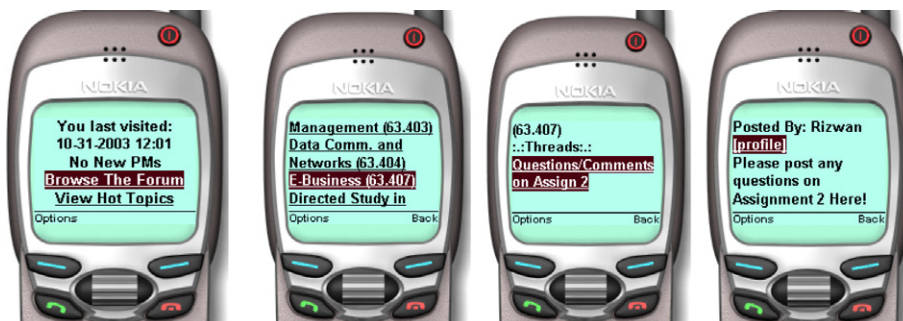 NOKIA
You last visited:
10-31-2003 12:01
No New PMs
Browse The Forum
View Hot Topics
Options
NOKIA
Management (63.403)
Data Comm. and
Networks (63.404)
E-Business (63.407)
Directed Study in
Options Back
NOKIA
(63.407)
:.:Threads:.:
Questions/Comments
on Assign 2
Options Back
NOKIA
Posted By: Rizwan
[profile]
Please post any
questions on
Assignment 2 Here!
Options Back